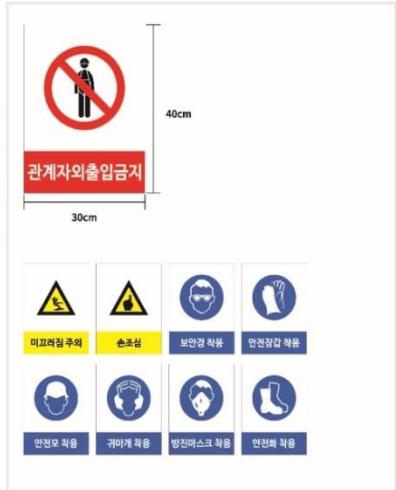 40cm
관계자외출입금지
30cm
미끄러짐 주의
손조심
보안경 착용
안전장갑 착용
안전모 착용
귀마개 착용
방진마스크 착용
안전화 착용